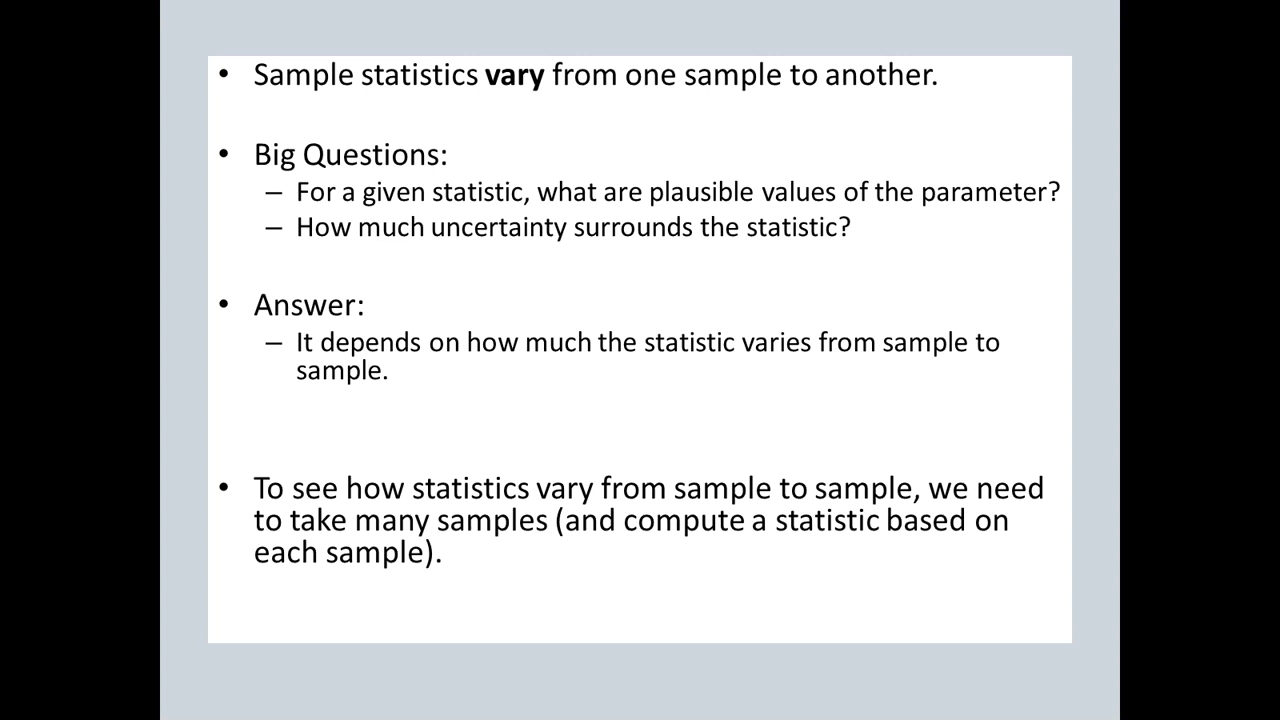 • Sample statistics vary from one sample to another.
• Big Questions:
– For a given statistic, what are plausible values of the parameter?
– How much uncertainty surrounds the statistic?
• Answer:
– It depends on how much the statistic varies from sample to
sample.
• To see how statistics vary from sample to sample, we need
to take many samples (and compute a statistic based on
each sample).